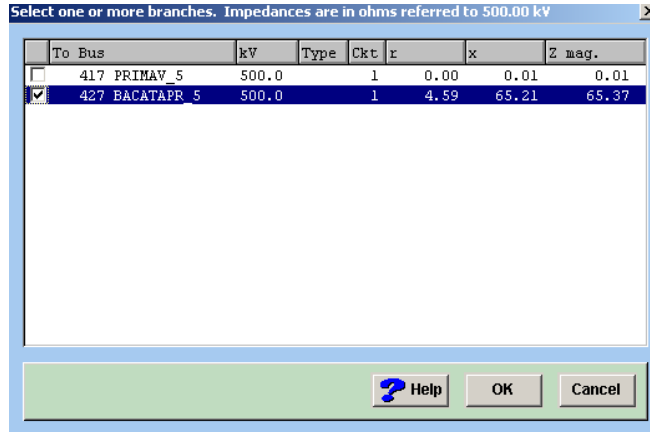 Select one or more branches. Impedances are in ohms referred to 500.00 kV
To Bus kV Type Ckt r x Z mag.
417 PRIMAV_5 500.0 1 0.00 0.01 0.01
427 BACATAPR_5 500.0 1 4.59 65.21 65.37
Help OK Cancel